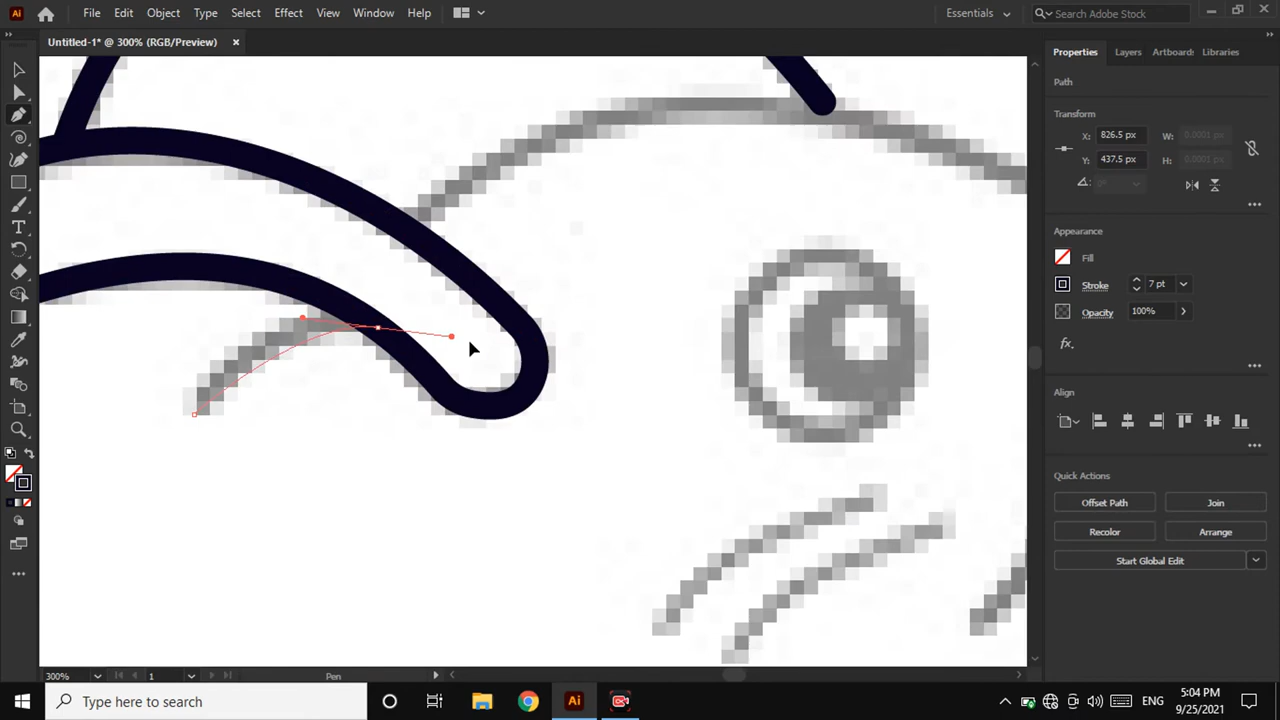 Ai File Edit Object Type Select Effect View Window Help Essentials Search Adobe Stock
Untitled-1* @ 300% (RGB/Preview) ×
Properties Layers Artboards Libraries
Path
Transform
X: 826.5 px W: 0.0001 px
Y: 437.5 px H: 0.0001 px
0°
Appearance
Fill
Stroke 7 pt
Opacity 100%
fx.
Align
Quick Actions
Offset Path Join
Recolor Arrange
Start Global Edit
300% 1 Pen
Type here to search Ai ENG 5:04 PM
9/25/2021